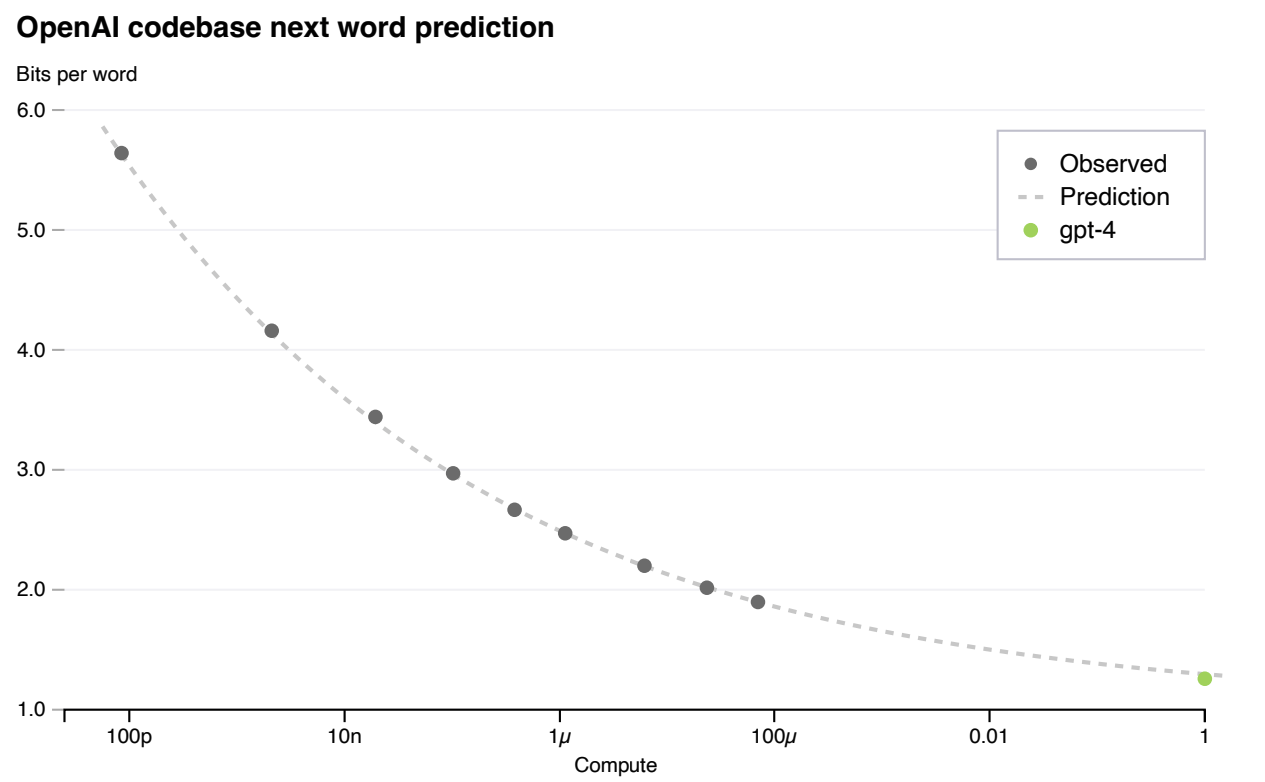 OpenAI codebase next word prediction
Bits per word
6.0
5.0
4.0
3.0
2.0
1.0
Observed
Prediction
gpt-4
100p
10n
1µ
100µ
0.01
1
Compute